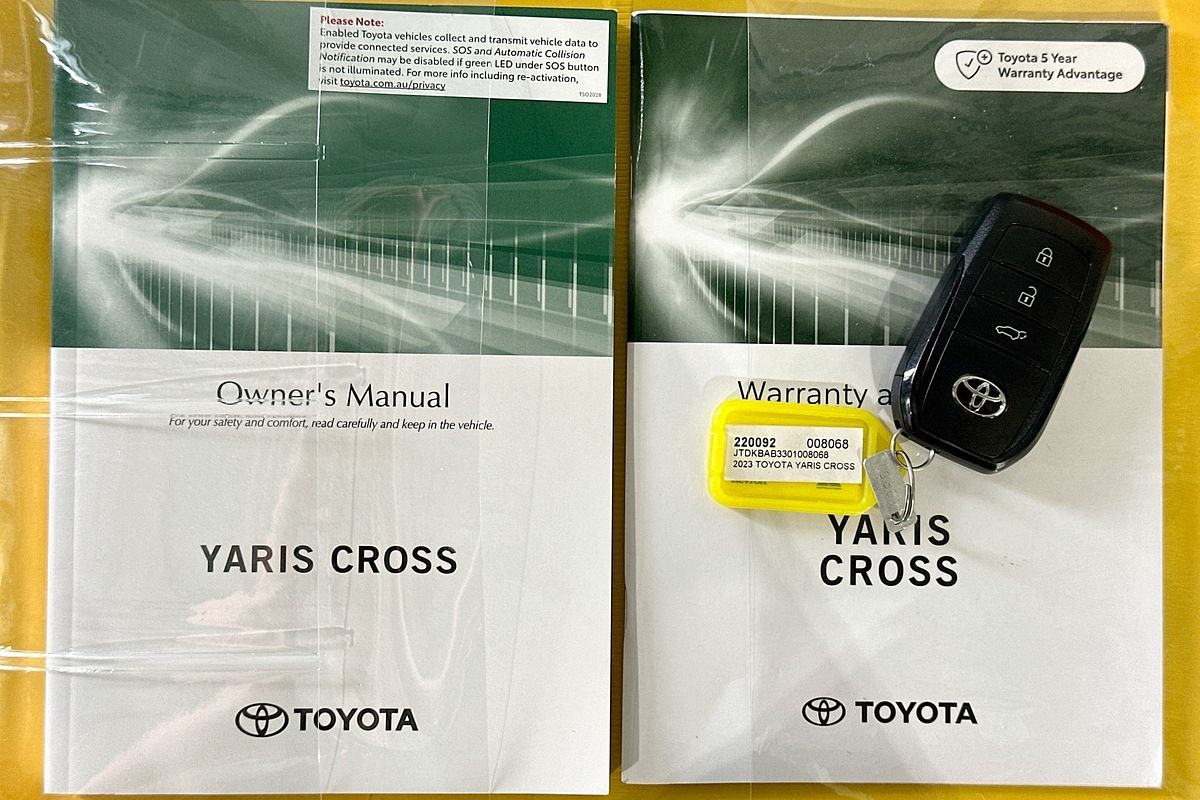 Please Note:
Enabled Toyota vehicles collect and transmit vehicle data to
provide connected services. SOS and Automatic Collision
Notification may be disabled if green LED under SOS button
is not illuminated. For more info including re-activation,
visit toyota.com.au/privacy
TSO2028
Owner's Manual
For your safety and comfort, read carefully and keep in the vehicle.
YARIS CROSS
TOYOTA
Toyota 5 Year
Warranty Advantage
Warranty a
220092 008068
JTDKBAB3301008068
2023 TOYOTA YARIS CROSS
YARIS
CROSS
TOYOTA